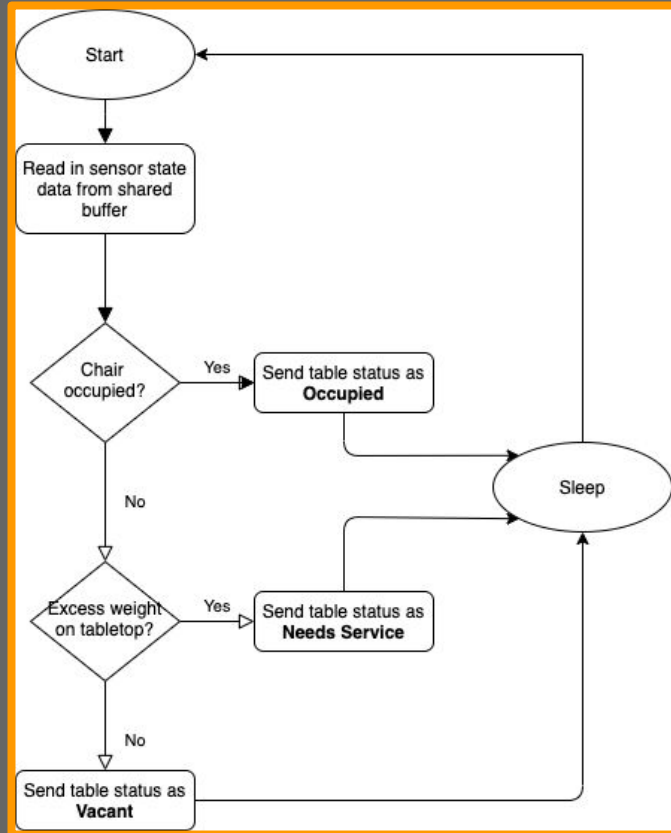 Start
Read in sensor state
data from shared
buffer
Chair
occupied?
Yes
Send table status as
Occupied
Sleep
No
Excess weight
on tabletop?
Yes
Send table status as
Needs Service
No
Send table status as
Vacant